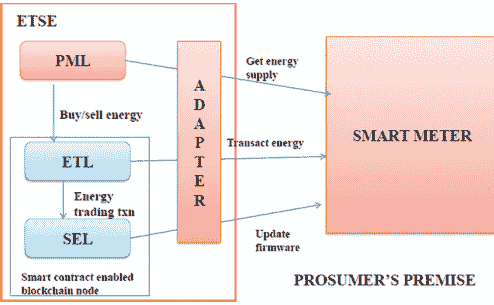 ETSE
PML
Buy/sell energy
ETL
Energy
trading txn
SEL
Smart contract enabled
blockchain node
A
D
A
P
T
E
R
Get energy
supply
Transact energy
Update
firmware
SMART METER
PROSUMER'S PREMISE